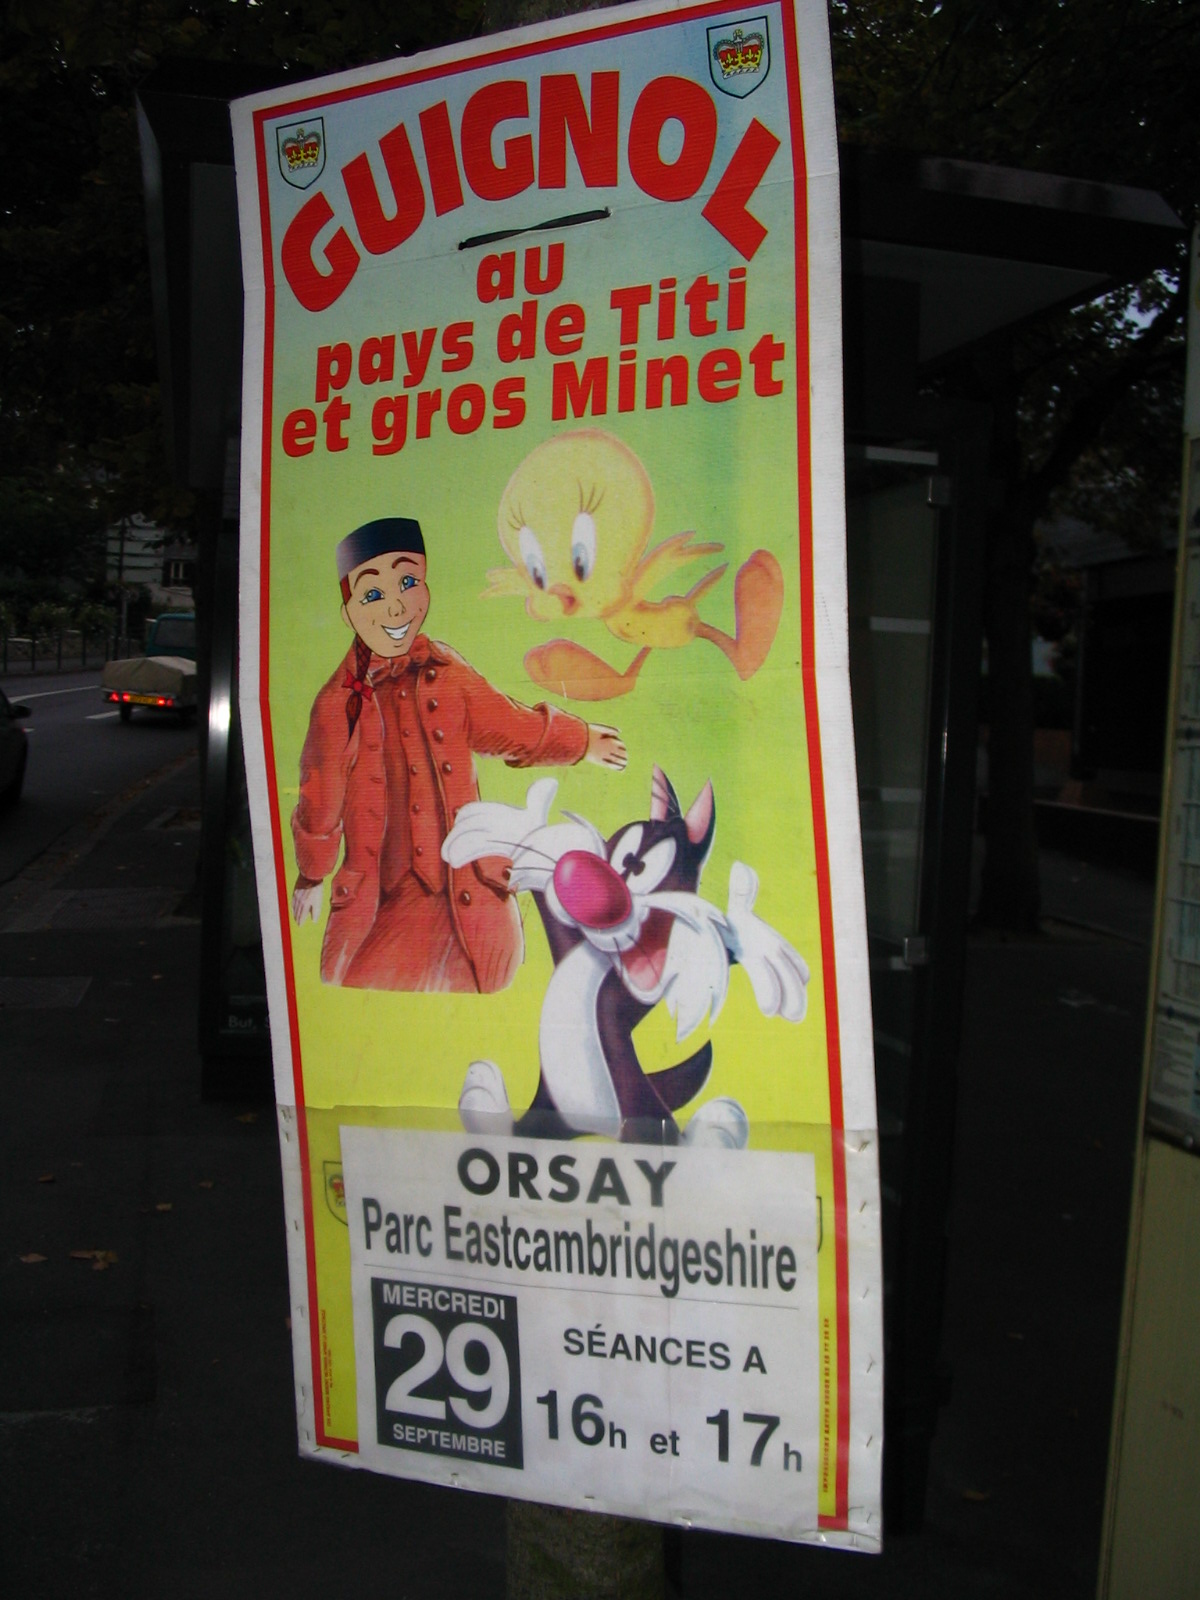 GUIGNOL
au
pays de Titi
et gros Minet
ORSAY
Parc Eastcambridgeshire
MERCREDI
29
SEPTEMBRE
SÉANCES A
16h et 17h